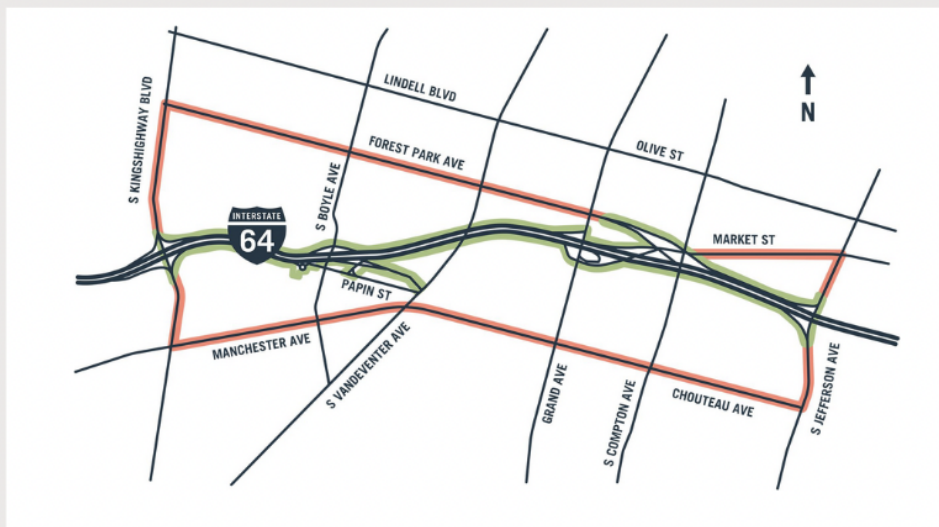 LINDELL BLVD
S KINGSHIGHWAY BLVD
N
FOREST PARK AVE
OLIVE ST
S BOYLE AVE
INTERSTATE
64
MARKET ST
PAPIN ST
MANCHESTER AVE
S VANDEVENTER AVE
GRAND AVE
S COMPTON AVE
CHOUTEAU AVE
S JEFFERSON AVE